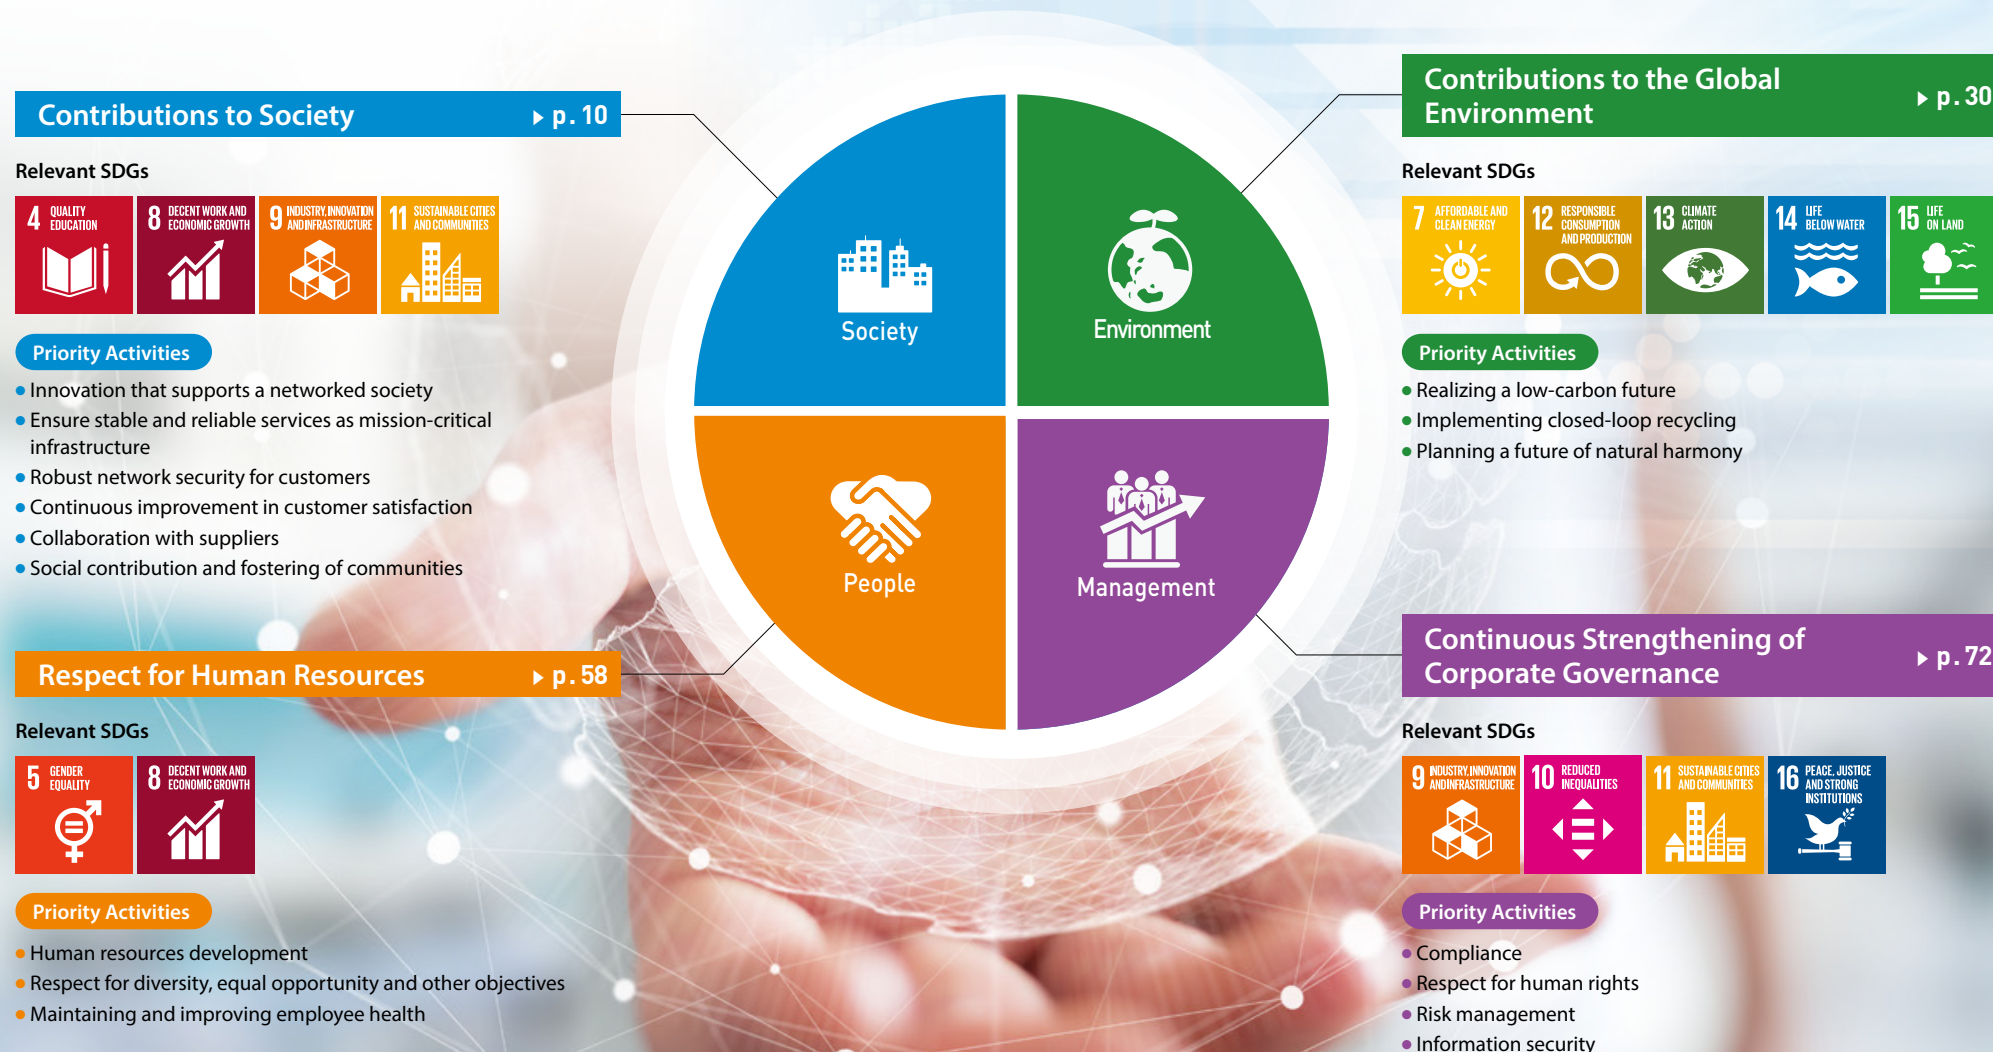 Contributions to Society
p.10
Relevant SDGs
4 QUALITY
EDUCATION
8 DECENT WORK AND
ECONOMIC GROWTH
9 INDUSTRY, INNOVATION
AND INFRASTRUCTURE
11 SUSTAINABLE CITIES
AND COMMUNITIES
Priority Activities
Innovation that supports a networked society
Ensure stable and reliable services as mission-critical
infrastructure
Robust network security for customers
Continuous improvement in customer satisfaction
Collaboration with suppliers
Social contribution and fostering of communities
Respect for Human Resources
p.58
Relevant SDGs
5 GENDER
EQUALITY
8 DECENT WORK AND
ECONOMIC GROWTH
Priority Activities
Human resources development
Respect for diversity, equal opportunity and other objectives
Maintaining and improving employee health
Society
Environment
People
Management
Contributions to the Global
Environment
p.30
Relevant SDGs
7 AFFORDABLE AND
CLEAN ENERGY
12 RESPONSIBLE
CONSUMPTION
AND PRODUCTION
13 CLIMATE
ACTION
14 LIFE
BELOW WATER
15 LIFE
ON LAND
Priority Activities
Realizing a low-carbon future
Implementing closed-loop recycling
Planning a future of natural harmony
Continuous Strengthening of
Corporate Governance
p.72
Relevant SDGs
9 INDUSTRY, INNOVATION
AND INFRASTRUCTURE
10 REDUCED
INEQUALITIES
11 SUSTAINABLE CITIES
AND COMMUNITIES
16 PEACE, JUSTICE
AND STRONG
INSTITUTIONS
Priority Activities
Compliance
Respect for human rights
Risk management
Information security